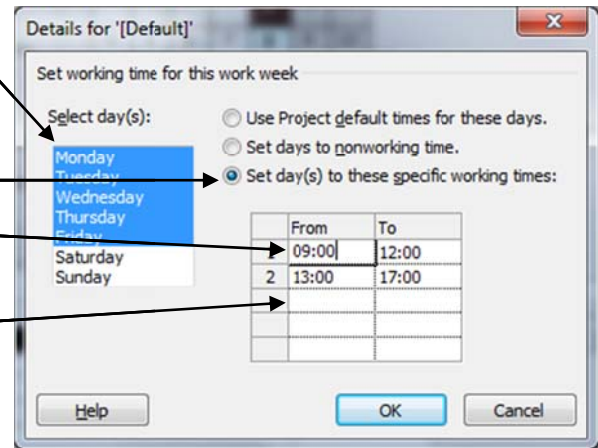 Details for '[Default]'
Set working time for this work week
Select day(s):
Use Project default times for these days.
Set days to nonworking time.
Set day(s) to these specific working times:
Monday
Tuesday
Wednesday
Thursday
Friday
Saturday
Sunday
From To
1 09:00 12:00
2 13:00 17:00
Help OK Cancel